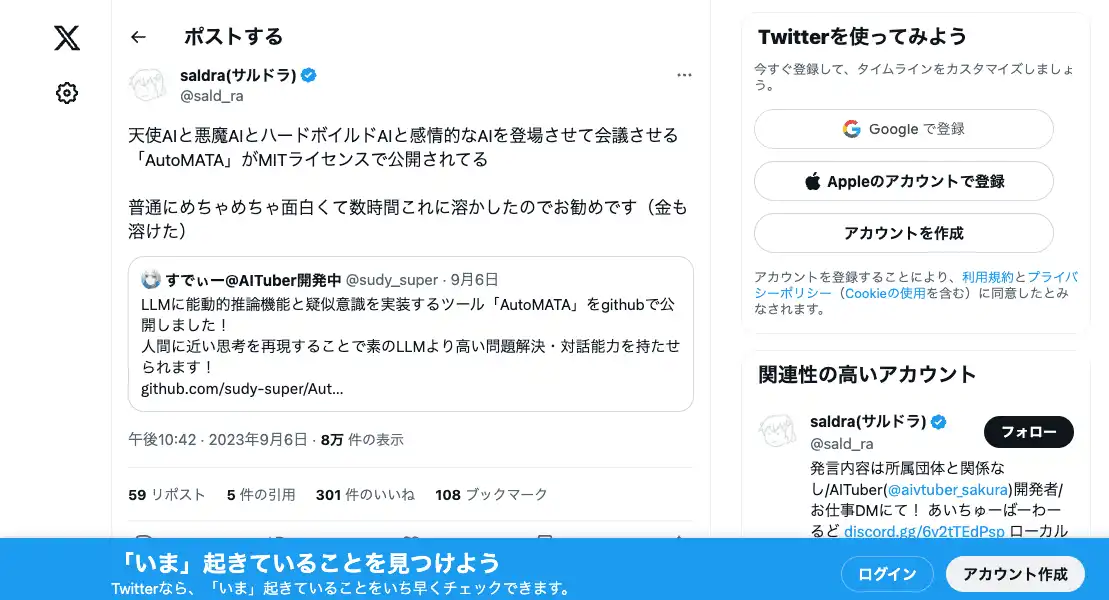 ポストする
saldra(サルドラ)
@sald_ra
天使AIと悪魔AIとハードボイルドAIと感情的なAIを登場させて会議させる
「AutoMATA」がMITライセンスで公開されてる
普通にめちゃめちゃ面白くて数時間これに溶かしたのでお勧めです（金も
溶けた）
すでぃー@AITuber開発中 @sudy_super · 9月6日
LLMに能動的推論機能と疑似意識を実装するツール「AutoMATA」をgithubで公
開しました！
人間に近い思考を再現することで素のLLMより高い問題解決・対話能力を持たせ
られます！
github.com/sudy-super/Aut...
午後10:42 · 2023年9月6日 · 8万 件の表示
59 リポスト 5 件の引用 301 件のいいね 108 ブックマーク
Twitterを使ってみよう
今すぐ登録して、タイムラインをカスタマイズしましょ
う。
Google で登録
Appleのアカウントで登録
アカウントを作成
アカウントを登録することにより、利用規約とプライバ
シーポリシー（Cookieの使用を含む）に同意したとみ
なされます。
関連性の高いアカウント
saldra(サルドラ)
@sald_ra
フォロー
発言内容は所属団体と関係な
し/AITuber(@aivtuber_sakura)開発者/
お仕事DMにて！ あいちゅーばーわー
るど discord.gg/6v2tTEdPsp ローカル
「いま」起きていることを見つけよう
Twitterなら、「いま」起きていることをいち早くチェックできます。
ログイン
アカウント作成